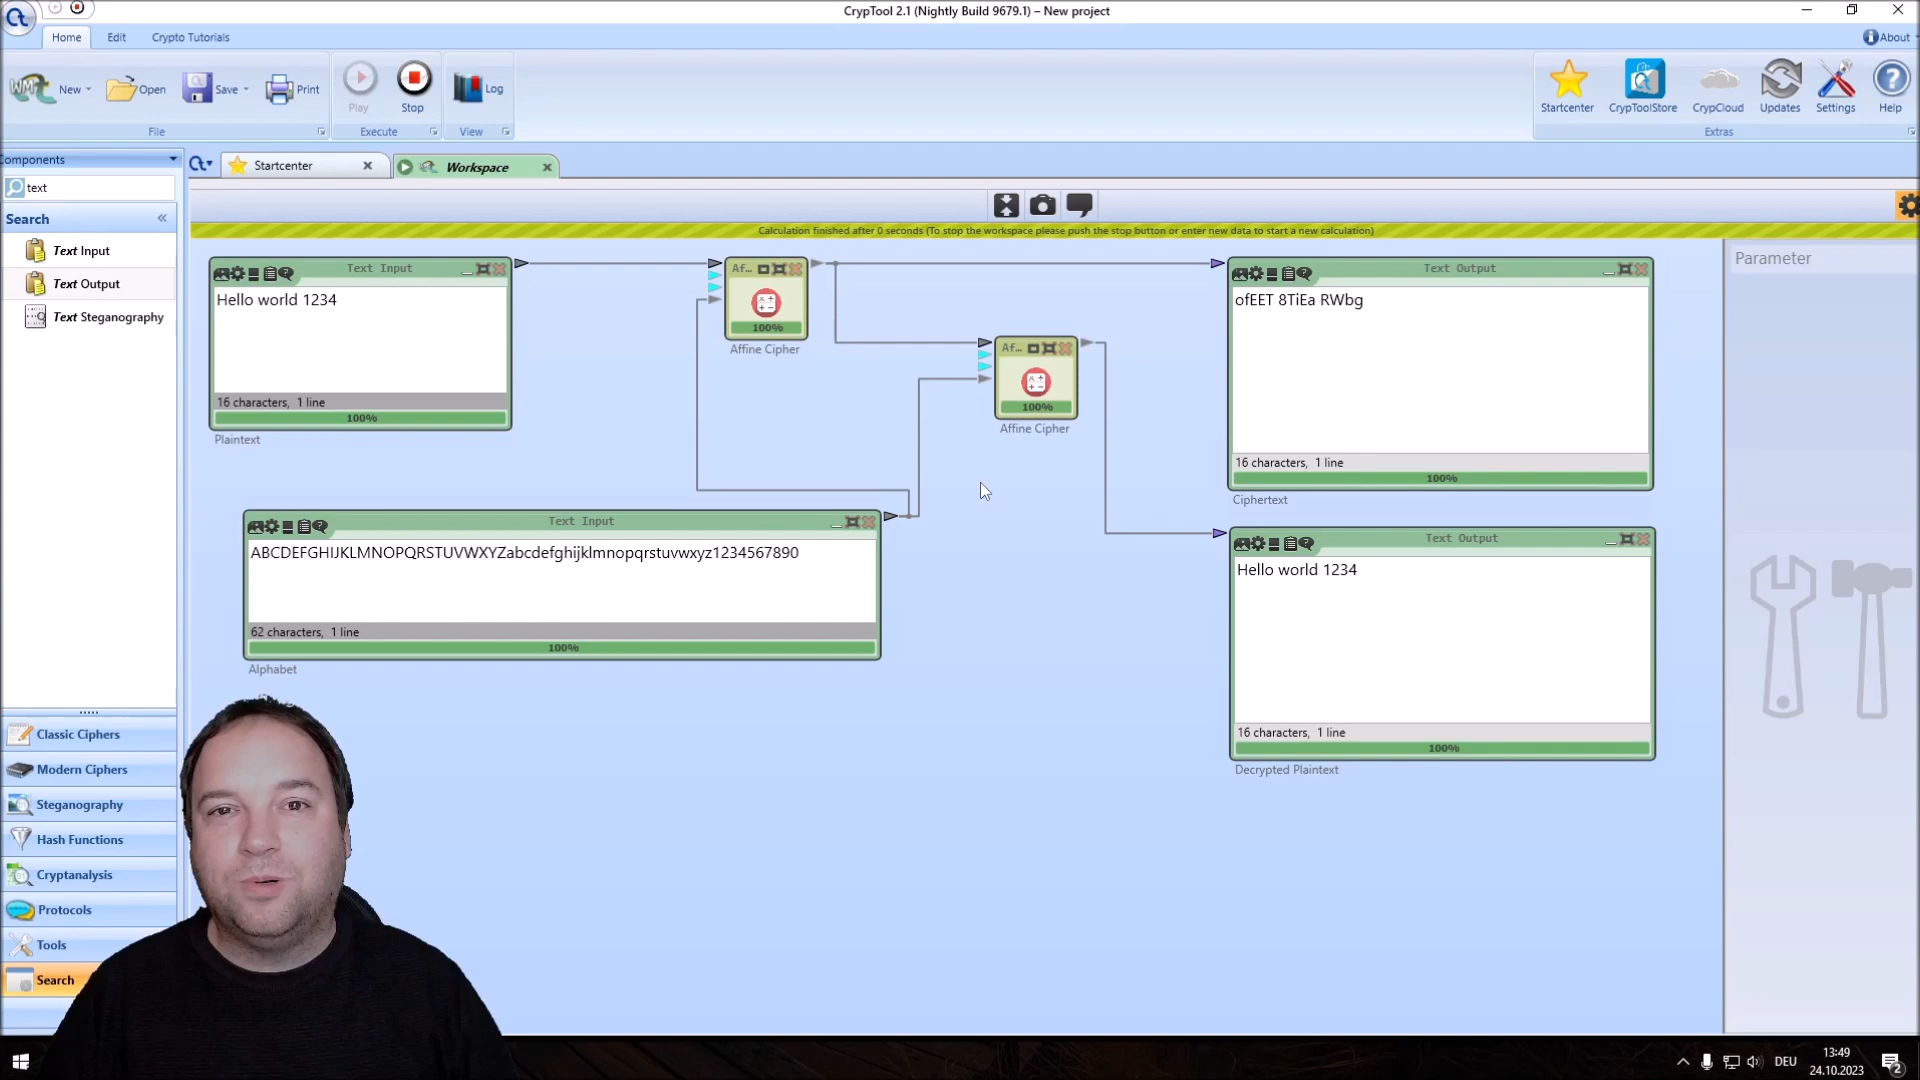 CrypTool 2.1 (Nightly Build 9679.1) – New project
Home Edit Crypto Tutorials
About
WM
New Open Save Print
Play Stop
Log
Startcenter CrypToolStore CrypCloud Updates Settings Help
File Execute View Extras
Components
Startcenter
Workspace
text
Search
Text Input
Text Output
Text Steganography
Calculation finished after 0 seconds (To stop the workspace please push the stop button or enter new data to start a new calculation)
Parameter
Text Input
Hello world 1234
16 characters, 1 line
100%
Plaintext
Af...
100%
Affine Cipher
Af...
100%
Affine Cipher
Text Output
ofEET 8TiEa RWbg
16 characters, 1 line
100%
Ciphertext
Text Input
ABCDEFGHIJKLMNOPQRSTUVWXYZabcdefghijklmnopqrstuvwxyz1234567890
62 characters, 1 line
100%
Alphabet
Text Output
Hello world 1234
16 characters, 1 line
100%
Decrypted Plaintext
Classic Ciphers
Modern Ciphers
Steganography
Hash Functions
Cryptanalysis
Protocols
Tools
Search
DEU
13:49
24.10.2023
2